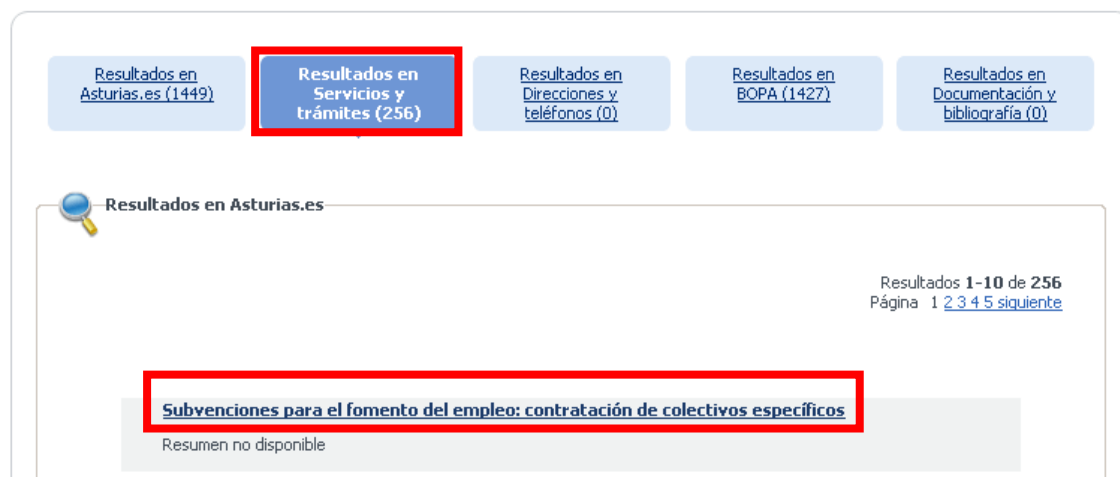 Resultados en
Asturias.es (1449)
Resultados en
Servicios y
trámites (256)
Resultados en
Direcciones y
teléfonos (0)
Resultados en
BOPA (1427)
Resultados en
Documentación y
bibliografía (0)
Resultados en Asturias.es
Resultados 1-10 de 256
Página 1 2 3 4 5 siguiente
Subvenciones para el fomento del empleo: contratación de colectivos específicos
Resumen no disponible